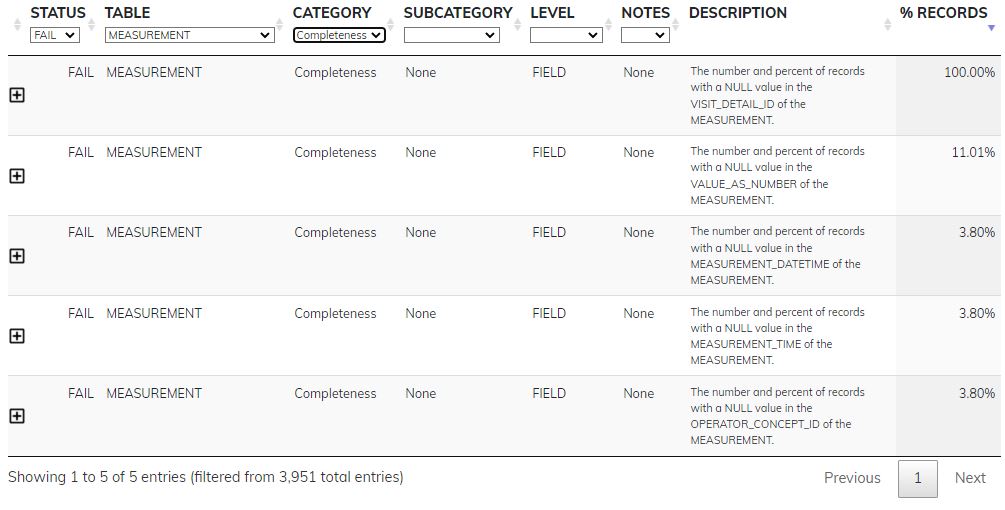 STATUS TABLE CATEGORY SUBCATEGORY LEVEL NOTES DESCRIPTION % RECORDS
FAIL MEASUREMENT Completeness
FAIL MEASUREMENT Completeness None FIELD None The number and percent of records 100.00%
with a NULL value in the
VISIT_DETAIL_ID of the
MEASUREMENT.
FAIL MEASUREMENT Completeness None FIELD None The number and percent of records 11.01%
with a NULL value in the
VALUE_AS_NUMBER of the
MEASUREMENT.
FAIL MEASUREMENT Completeness None FIELD None The number and percent of records 3.80%
with a NULL value in the
MEASUREMENT_DATETIME of the
MEASUREMENT.
FAIL MEASUREMENT Completeness None FIELD None The number and percent of records 3.80%
with a NULL value in the
MEASUREMENT_TIME of the
MEASUREMENT.
FAIL MEASUREMENT Completeness None FIELD None The number and percent of records 3.80%
with a NULL value in the
OPERATOR_CONCEPT_ID of the
MEASUREMENT.
Showing 1 to 5 of 5 entries (filtered from 3,951 total entries) Previous 1 Next